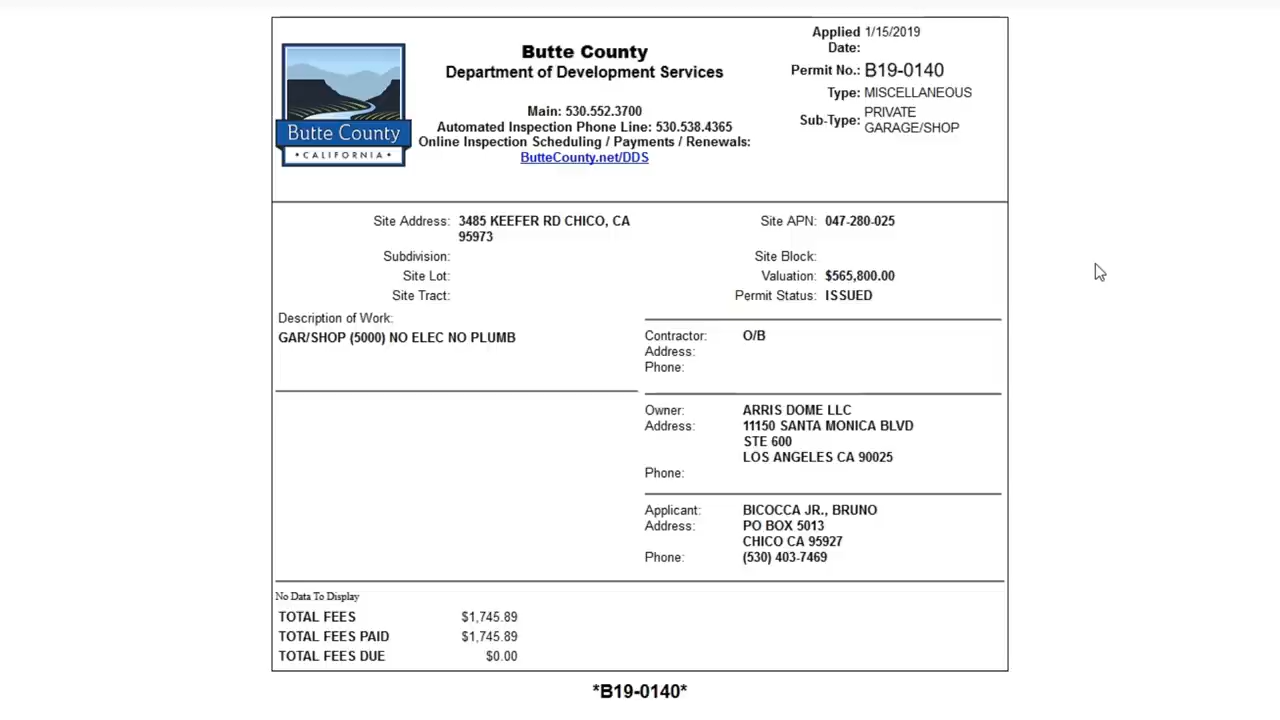 Butte County
• CALIFORNIA •
Butte County
Department of Development Services
Main: 530.552.3700
Automated Inspection Phone Line: 530.538.4365
Online Inspection Scheduling / Payments / Renewals:
ButteCounty.net/DDS
Applied 1/15/2019
Date:
Permit No.: B19-0140
Type: MISCELLANEOUS
Sub-Type: PRIVATE
GARAGE/SHOP
Site Address: 3485 KEEFER RD CHICO, CA
95973
Subdivision:
Site Lot:
Site Tract:
Site APN: 047-280-025
Site Block:
Valuation: $565,800.00
Permit Status: ISSUED
Description of Work:
GAR/SHOP (5000) NO ELEC NO PLUMB
Contractor: O/B
Address:
Phone:
Owner: ARRIS DOME LLC
Address: 11150 SANTA MONICA BLVD
STE 600
LOS ANGELES CA 90025
Phone:
Applicant: BICOCCA JR., BRUNO
Address: PO BOX 5013
CHICO CA 95927
Phone: (530) 403-7469
No Data To Display
TOTAL FEES $1,745.89
TOTAL FEES PAID $1,745.89
TOTAL FEES DUE $0.00
*B19-0140*